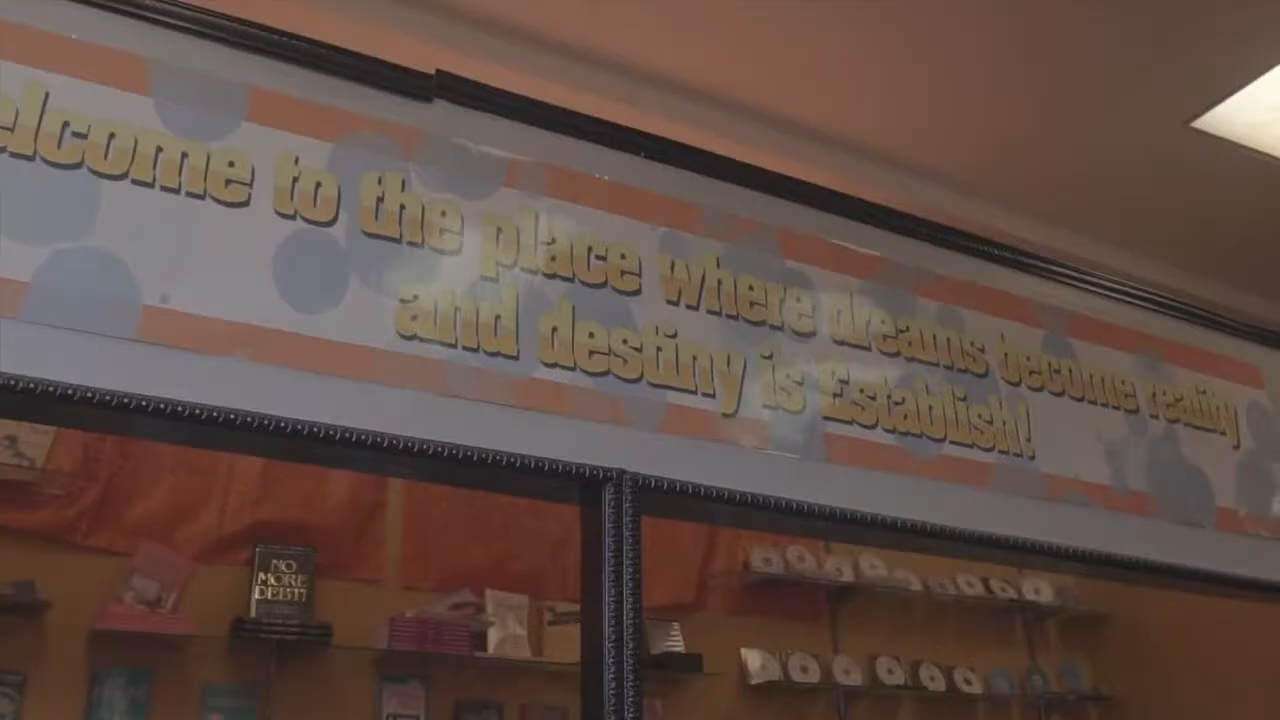 elcome to the place where dreams become reality
and destiny is Establish!
NO
MORE
DEBT!